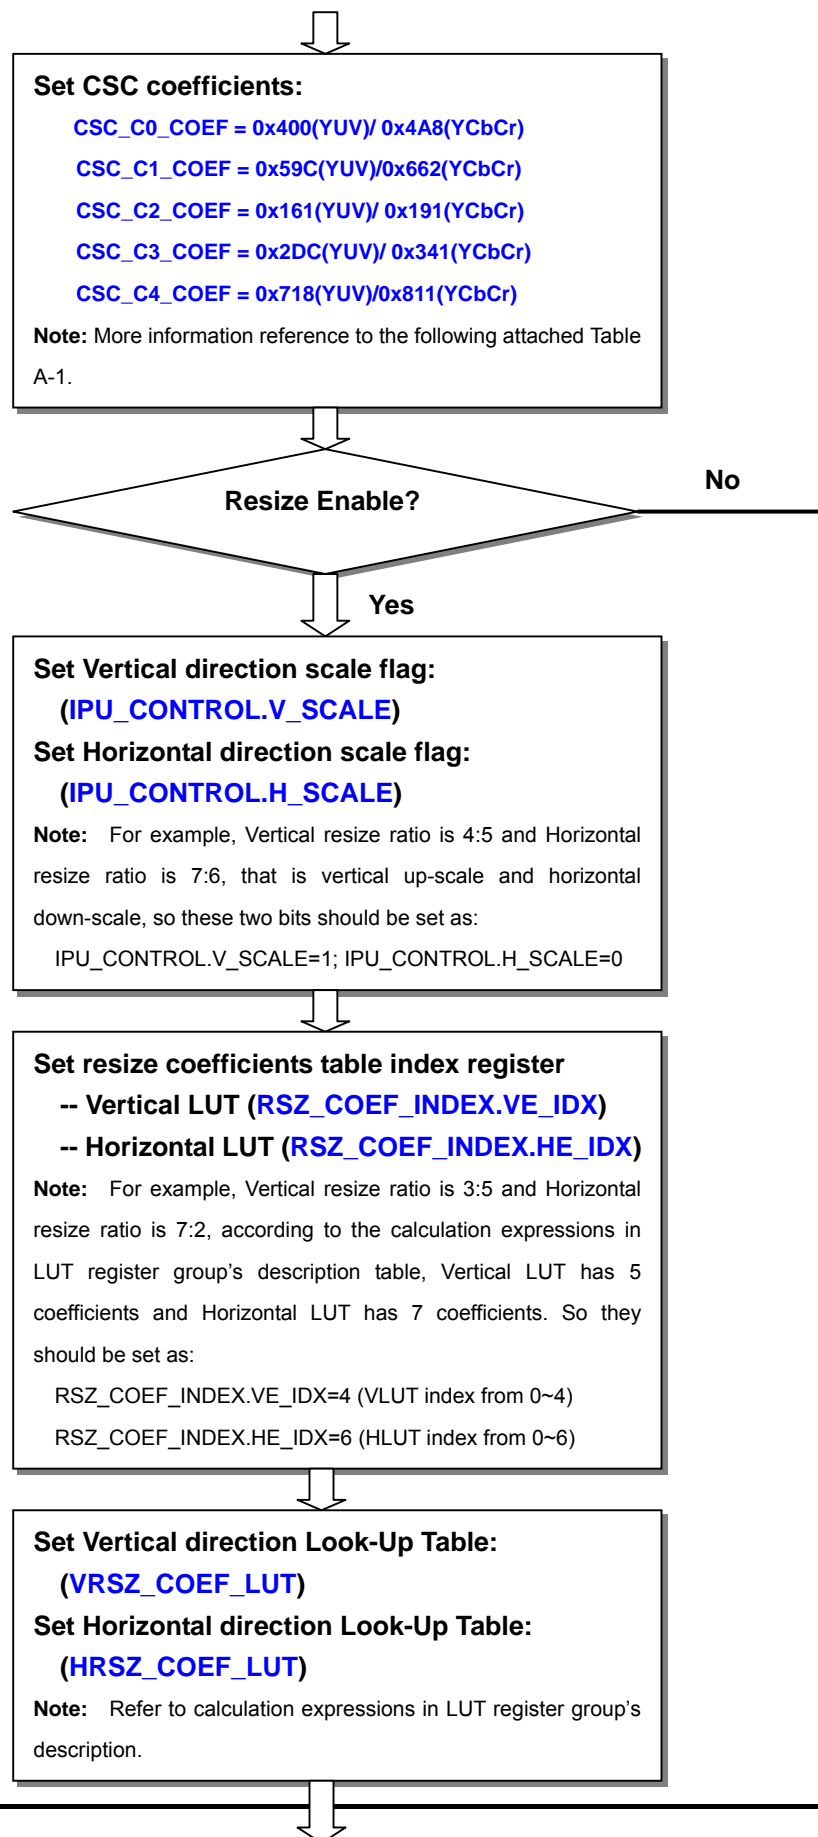 Set CSC coefficients:
CSC_C0_COEF = 0x400(YUV)/ 0x4A8(YCbCr)
CSC_C1_COEF = 0x59C(YUV)/0x662(YCbCr)
CSC_C2_COEF = 0x161(YUV)/ 0x191(YCbCr)
CSC_C3_COEF = 0x2DC(YUV)/ 0x341(YCbCr)
CSC_C4_COEF = 0x718(YUV)/0x811(YCbCr)
Note: More information reference to the following attached Table
A-1.
Resize Enable?
No
Yes
Set Vertical direction scale flag:
(IPU_CONTROL.V_SCALE)
Set Horizontal direction scale flag:
(IPU_CONTROL.H_SCALE)
Note: For example, Vertical resize ratio is 4:5 and Horizontal
resize ratio is 7:6, that is vertical up-scale and horizontal
down-scale, so these two bits should be set as:
IPU_CONTROL.V_SCALE=1; IPU_CONTROL.H_SCALE=0
Set resize coefficients table index register
-- Vertical LUT (RSZ_COEF_INDEX.VE_IDX)
-- Horizontal LUT (RSZ_COEF_INDEX.HE_IDX)
Note: For example, Vertical resize ratio is 3:5 and Horizontal
resize ratio is 7:2, according to the calculation expressions in
LUT register group's description table, Vertical LUT has 5
coefficients and Horizontal LUT has 7 coefficients. So they
should be set as:
RSZ_COEF_INDEX.VE_IDX=4 (VLUT index from 0~4)
RSZ_COEF_INDEX.HE_IDX=6 (HLUT index from 0~6)
Set Vertical direction Look-Up Table:
(VRSZ_COEF_LUT)
Set Horizontal direction Look-Up Table:
(HRSZ_COEF_LUT)
Note: Refer to calculation expressions in LUT register group's
description.